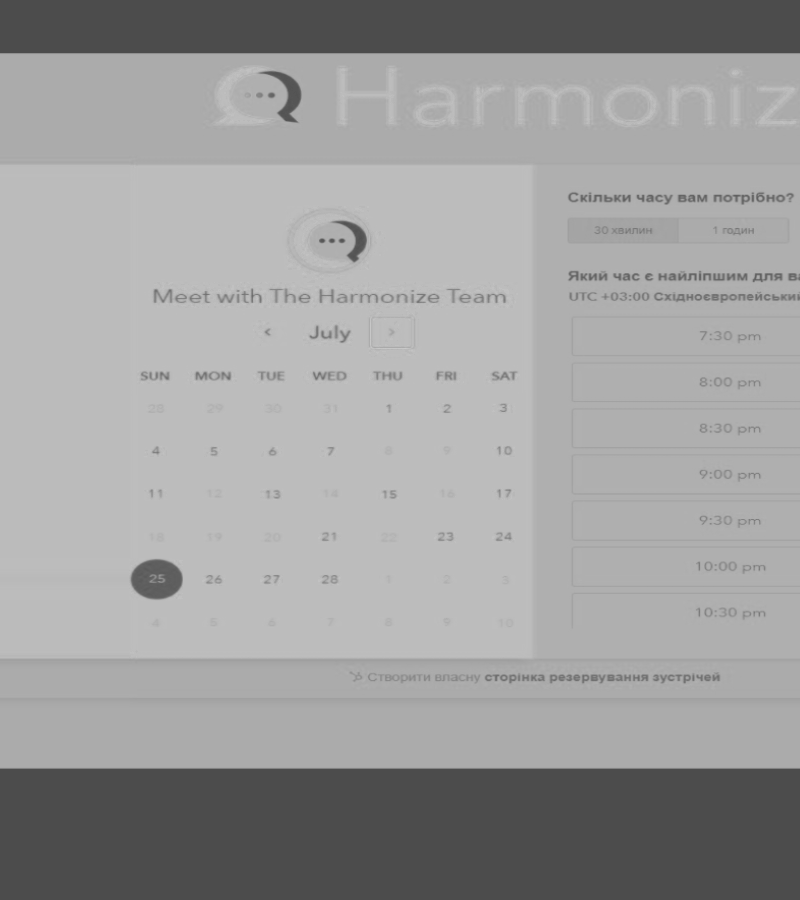 Harmoniz
Meet with The Harmonize Team
July
SUN MON TUE WED THU FRI SAT
28 29 30 31 1 2 3
4 5 6 7 8 9 10
11 12 13 14 15 16 17
18 19 20 21 22 23 24
25 26 27 28 1 2 3
4 5 6 7 8 9 10
Скільки часу вам потрібно?
30 хвилин 1 годин
Який час є найліпшим для ва
UTC +03:00 Східноєвропейський
7:30 pm
8:00 pm
8:30 pm
9:00 pm
9:30 pm
10:00 pm
10:30 pm
Створити власну сторінка резервування зустрічей